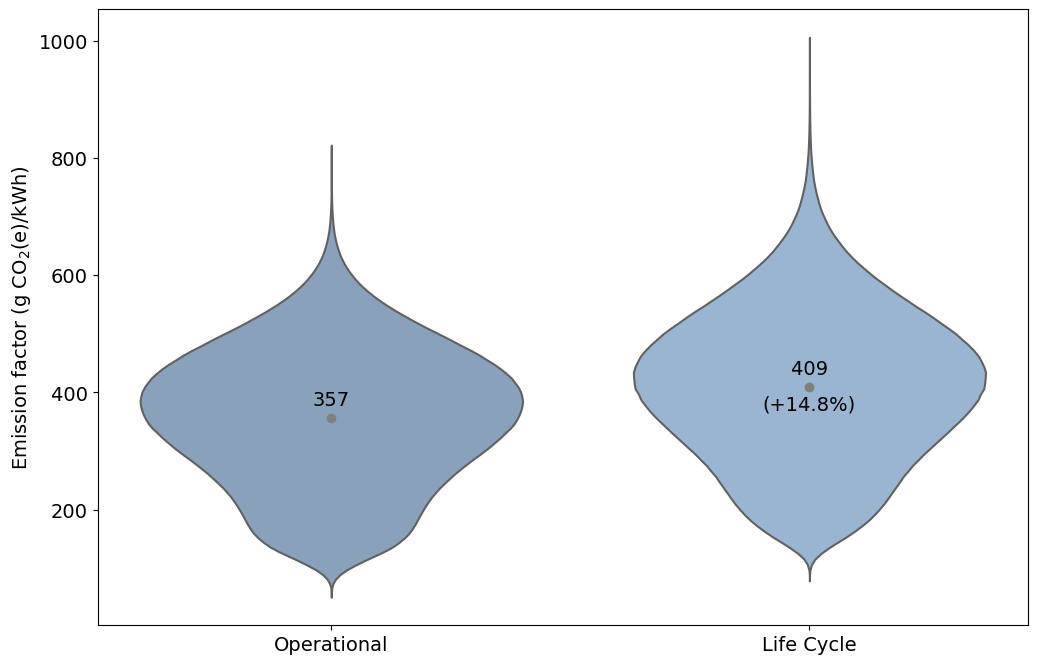 Emission factor (g CO₂(e)/kWh)
1000
800
600
400
200
357
409
(+14.8%)
Operational
Life Cycle